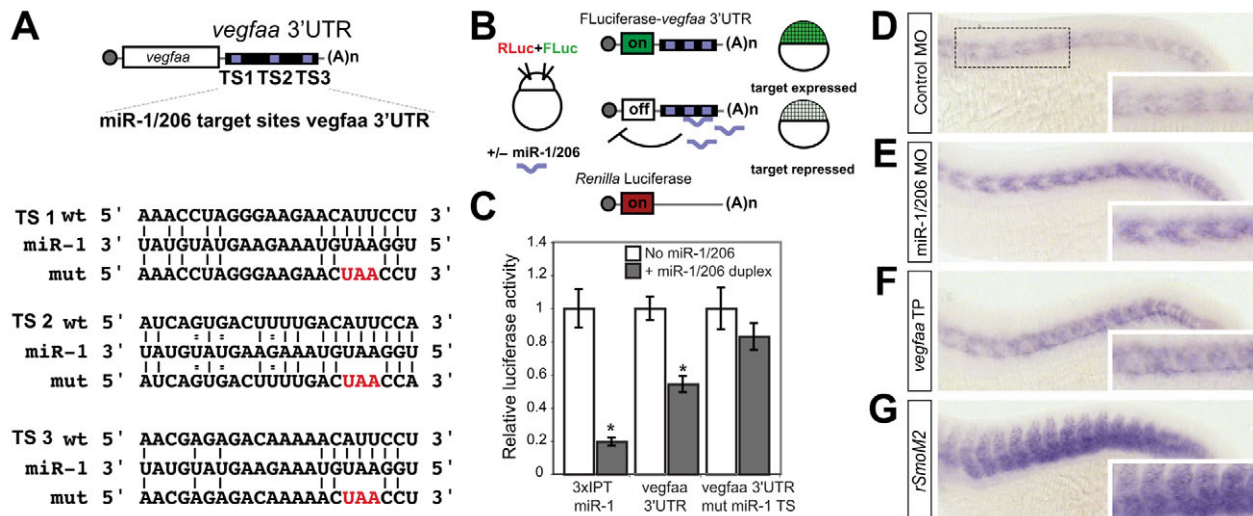 A
vegfaa 3'UTR
vegfaa
(A)n
TS1 TS2 TS3
miR-1/206 target sites vegfaa 3'UTR
TS 1 wt 5' AAACCUAGGGAAGAACAUUCCU 3'
miR-1 3' UAUGUAUGAAGAAAUGUAAGGU 5'
mut 5' AAACCUAGGGAAGAACUAACCU 3'
TS 2 wt 5' AUCAGUGACUUUUGACAUUCCA 3'
miR-1 3' UAUGUAUGAAGAAAUGUAAGGU 5'
mut 5' AUCAGUGACUUUUGACUAACCA 3'
TS 3 wt 5' AACGAGAGACAAAAACAUUCCU 3'
miR-1 3' UAUGUAUGAAGAAAUGUAAGGU 5'
mut 5' AACGAGAGACAAAAACUAACCU 3'
B
FLuciferase-vegfaa 3'UTR
RLuc+FLuc
on
(A)n
target expressed
off
(A)n
+/– miR-1/206
target repressed
Renilla Luciferase
on
(A)n
C
Relative luciferase activity
1.4
1.2
1
0.8
0.6
0.4
0.2
0
No miR-1/206
+ miR-1/206 duplex
*
*
3xIPT
miR-1
vegfaa
3'UTR
vegfaa 3'UTR
mut miR-1 TS
D
Control MO
E
miR-1/206 MO
F
vegfaa TP
G
rSmoM2